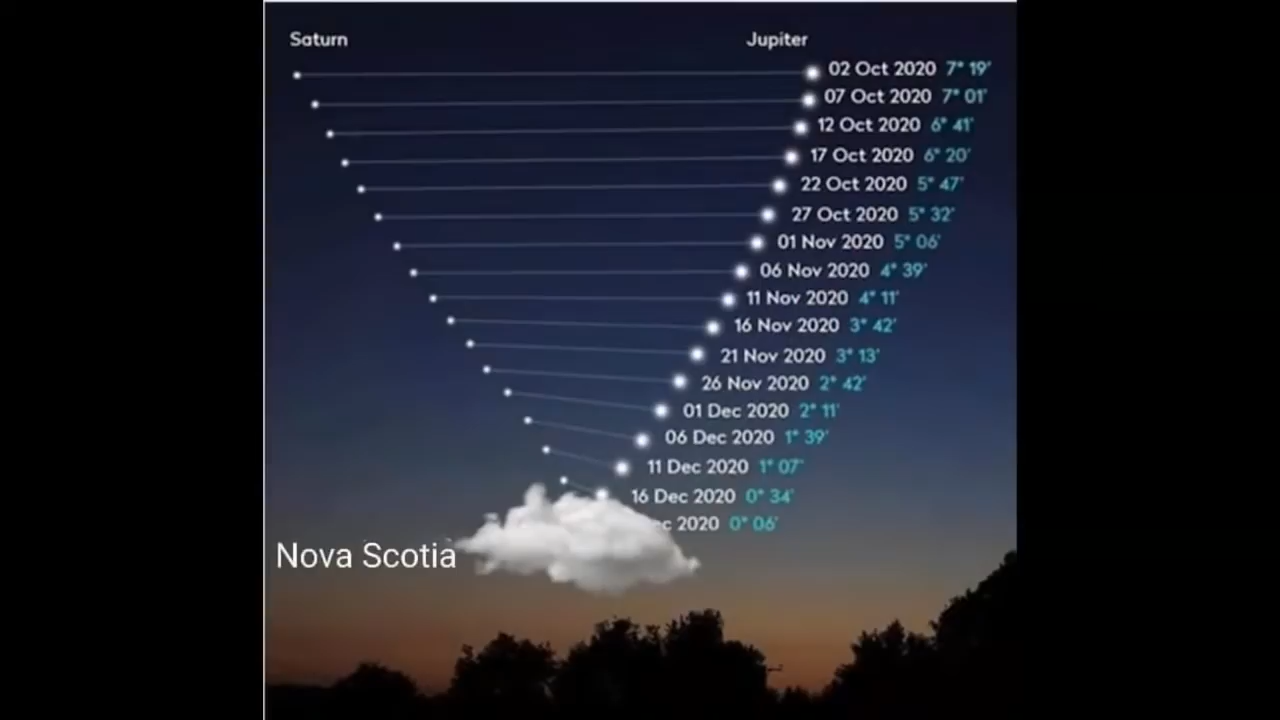 Saturn Jupiter
02 Oct 2020 7° 19'
07 Oct 2020 7° 01'
12 Oct 2020 6° 41'
17 Oct 2020 6° 20'
22 Oct 2020 5° 47'
27 Oct 2020 5° 32'
01 Nov 2020 5° 06'
06 Nov 2020 4° 39'
11 Nov 2020 4° 11'
16 Nov 2020 3° 42'
21 Nov 2020 3° 13'
26 Nov 2020 2° 42'
01 Dec 2020 2° 11'
06 Dec 2020 1° 39'
11 Dec 2020 1° 07'
16 Dec 2020 0° 34'
2020 0° 06'
Nova Scotia